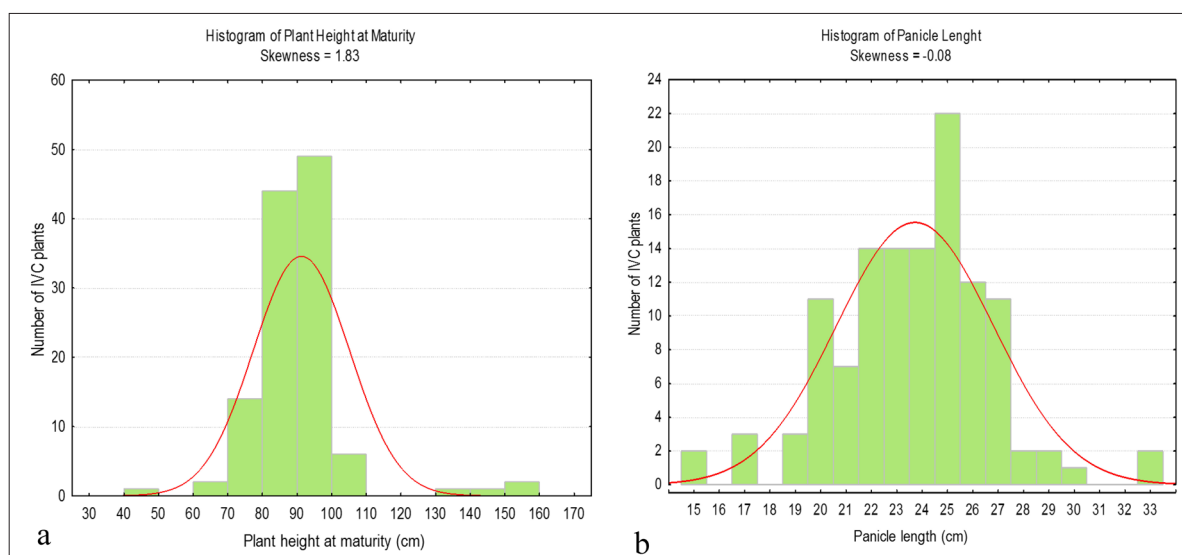 Histogram of Plant Height at Maturity
Skewness = 1.83
60
50
40
30
20
10
0
Number of IVC plants
30 40 50 60 70 80 90 100 110 120 130 140 150 160 170
Plant height at maturity (cm)
a
Histogram of Panicle Lenght
Skewness = -0.08
24
22
20
18
16
14
12
10
8
6
4
2
0
Number of IVC plants
15 16 17 18 19 20 21 22 23 24 25 26 27 28 29 30 31 32 33
Panicle length (cm)
b